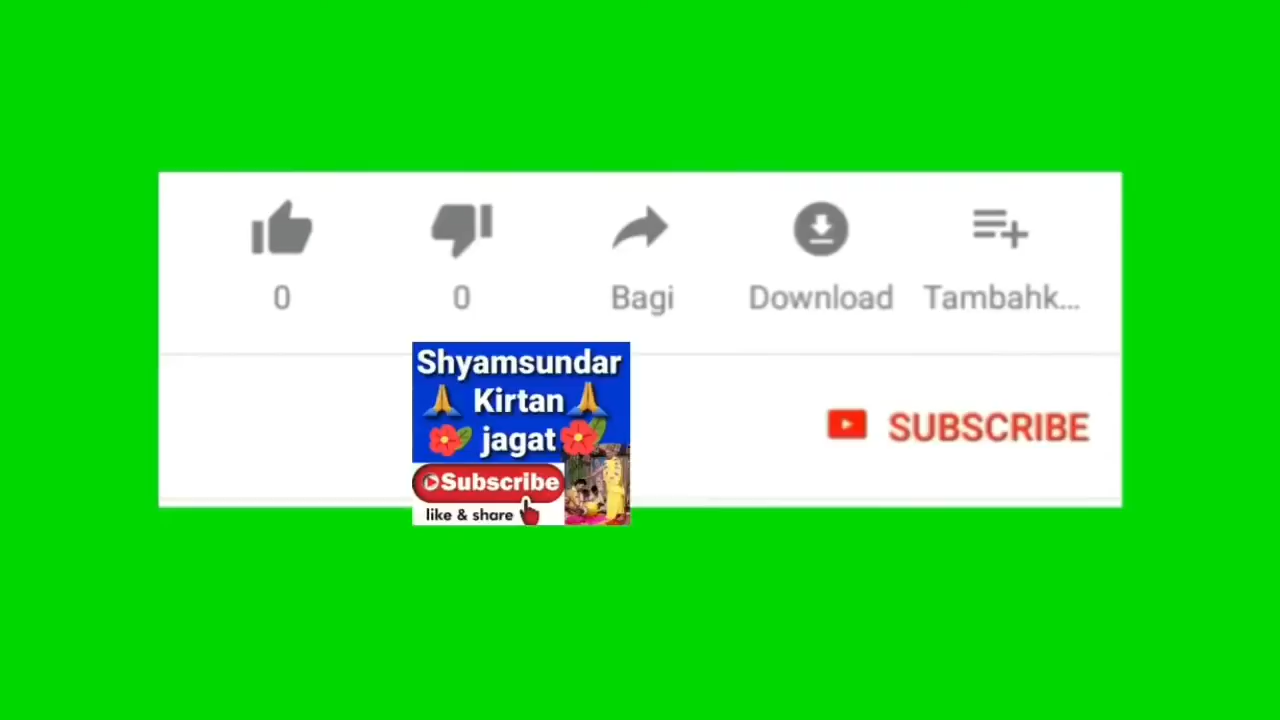 0
0
Bagi
Download
Tambahk...
Shyamsundar
Kirtan
jagat
SUBSCRIBE
Subscribe
like & share